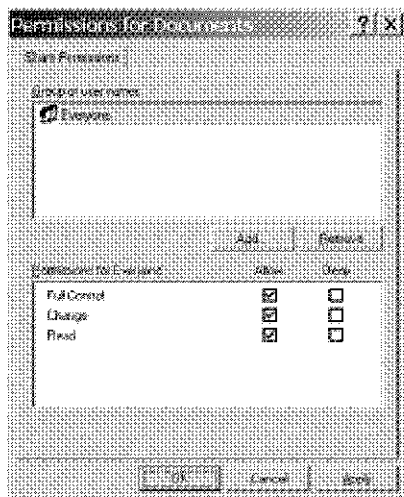 Permissions for Documents
Share Permissions
Group or user names:
Everyone
Add...
Remove
Permissions for Everyone
Allow
Deny
Full Control
Change
Read
OK
Cancel
Apply